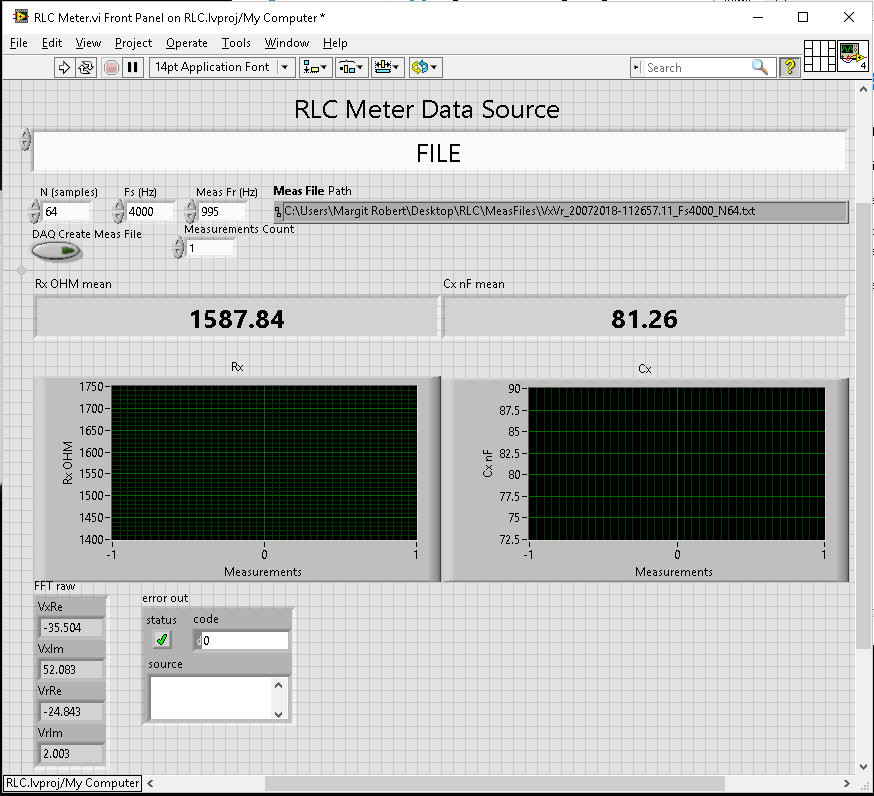 RLC Meter.vi Front Panel on RLC.lvproj/My Computer *
File Edit View Project Operate Tools Window Help
14pt Application Font
Search
?
4
RLC Meter Data Source
FILE
N (samples) Fs (Hz) Meas Fr (Hz) Meas File Path
64 4000 995 C:\Users\Margit Robert\Desktop\RLC\MeasFiles\VxVr_20072018-112657.11_Fs4000_N64.txt
DAQ Create Meas File Measurements Count
1
Rx OHM mean Cx nF mean
1587.84 81.26
Rx
1750
1700
1650
1600
1550
1500
1450
1400
Rx OHM
-1 0 1
Measurements
Cx
90
87.5
85
82.5
80
77.5
75
72.5
Cx nF
-1 0 1
Measurements
FFT raw
VxRe
-35.504
VxIm
52.083
VrRe
-24.843
VrIm
2.003
error out
status code
d0
source
RLC.lvproj/My Computer